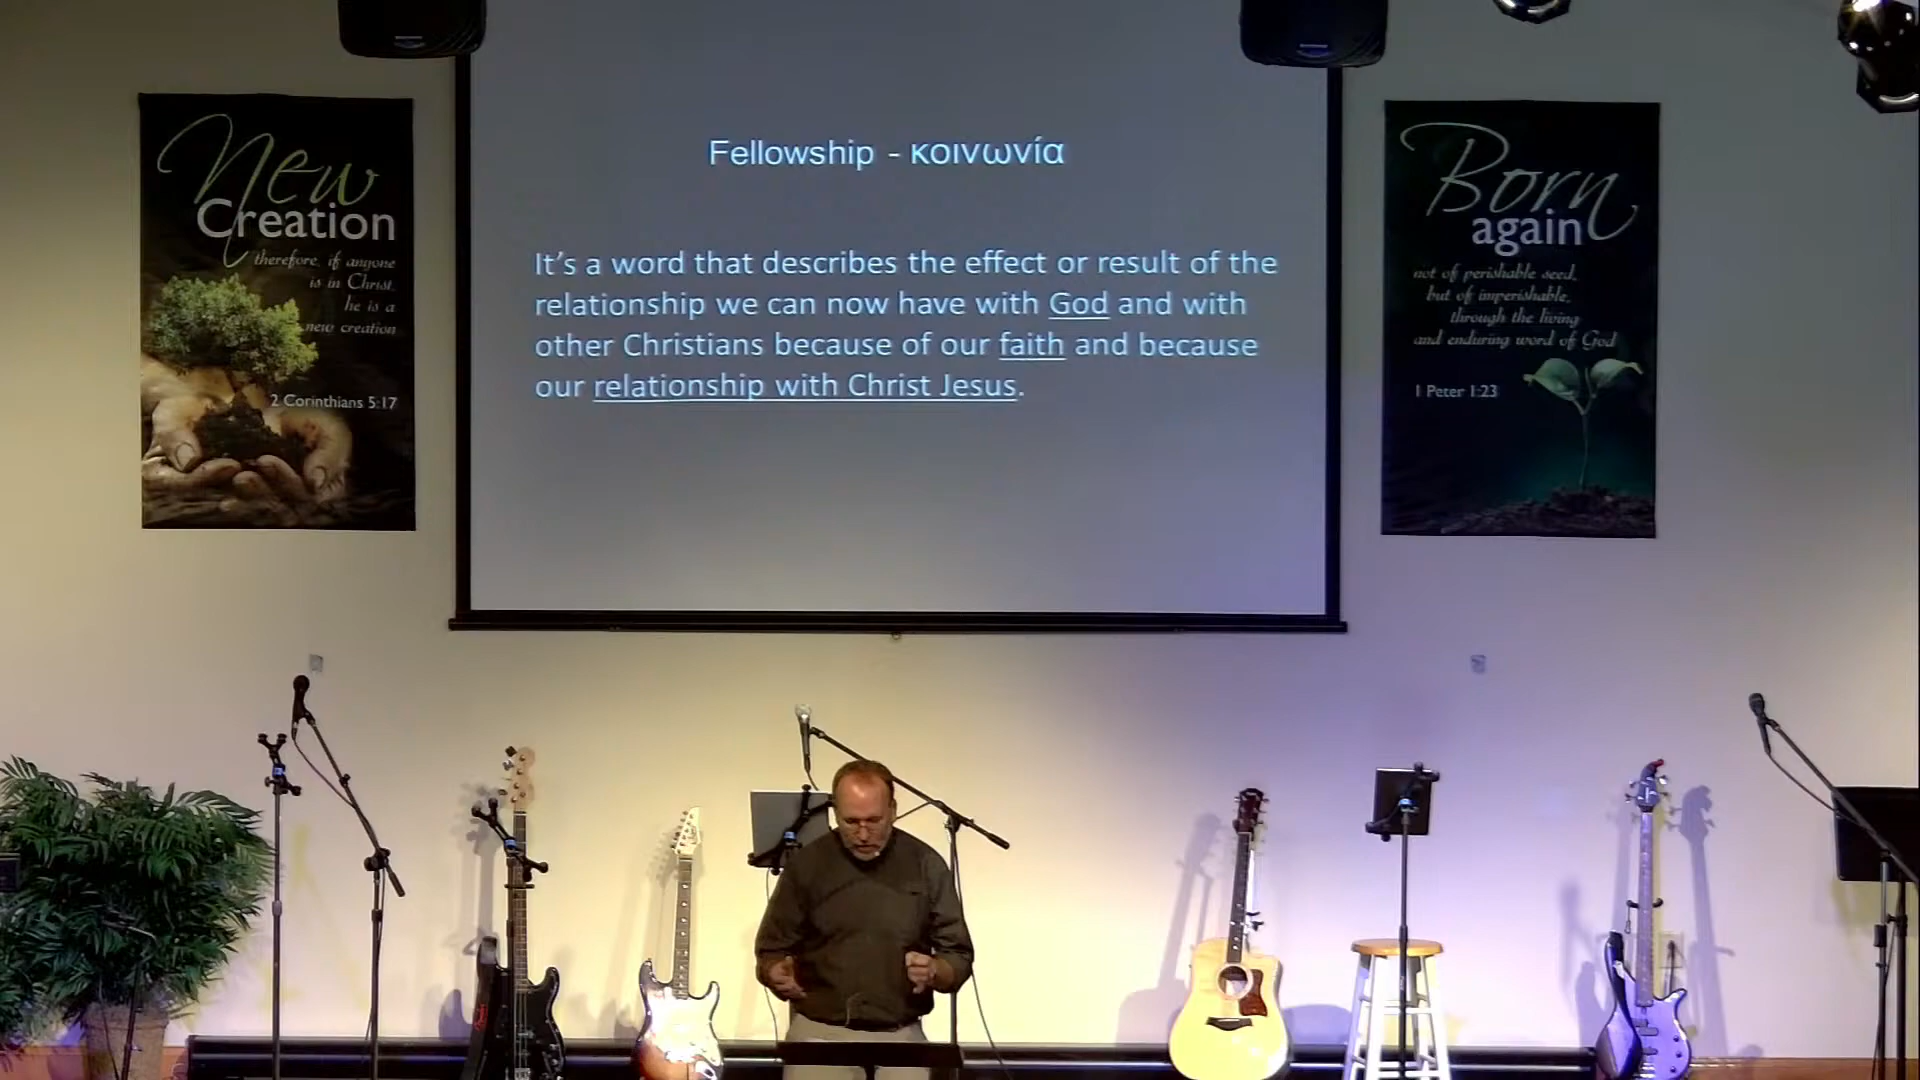 New
Creation
therefore, if anyone
is in Christ,
he is a
new creation
2 Corinthians 5:17
Fellowship - κοινωνία
It's a word that describes the effect or result of the
relationship we can now have with God and with
other Christians because of our faith and because
our relationship with Christ Jesus.
Born
again
not of perishable seed,
but of imperishable,
through the living
and enduring word of God
1 Peter 1:23